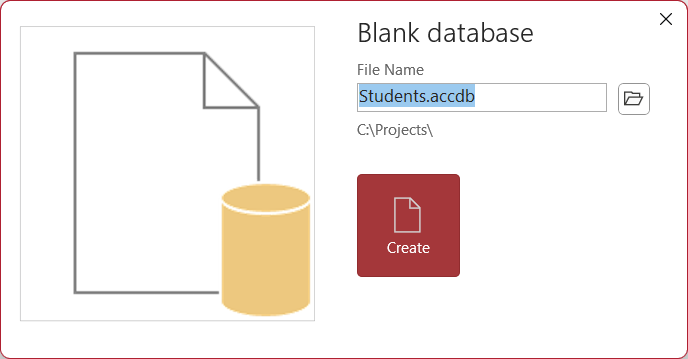 Blank database
File Name
Students.accdb
C:\Projects\
Create